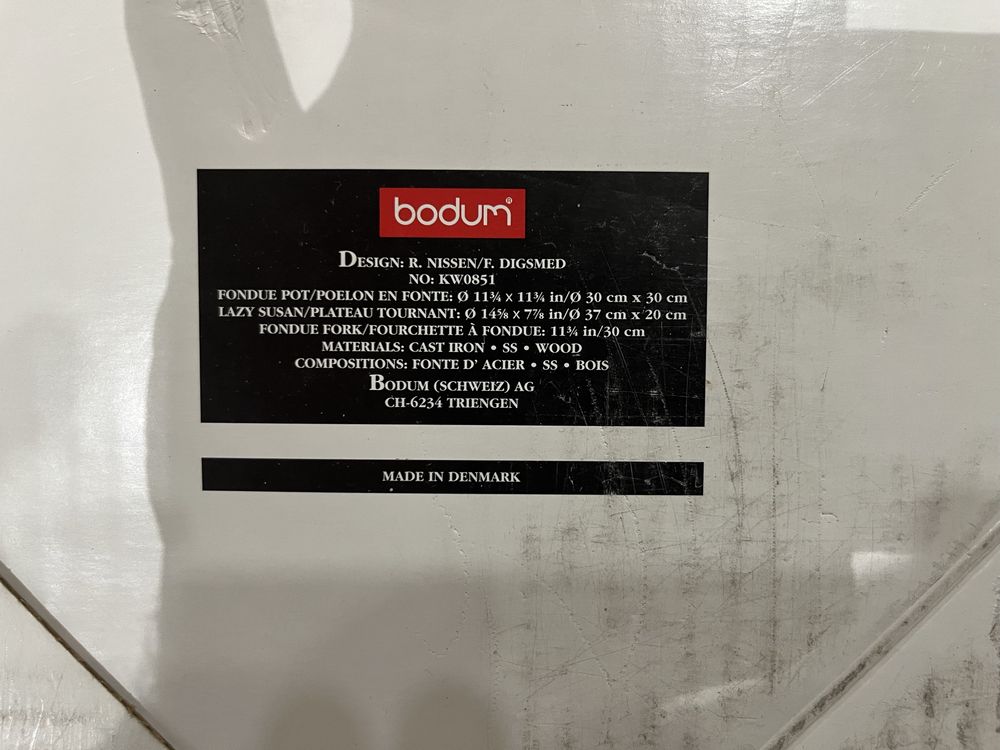 bodum®
DESIGN: R. NISSEN/F. DIGSMED
NO: KW0851
FONDUE POT/POELON EN FONTE: Ø 11¾ x 11¾ in/Ø 30 cm x 30 cm
LAZY SUSAN/PLATEAU TOURNANT: Ø 14⅝ x 7⅞ in/Ø 37 cm x 20 cm
FONDUE FORK/FOURCHETTE À FONDUE: 11¾ in/30 cm
MATERIALS: CAST IRON • SS • WOOD
COMPOSITIONS: FONTE D' ACIER • SS • BOIS
BODUM (SCHWEIZ) AG
CH-6234 TRIENGEN
MADE IN DENMARK